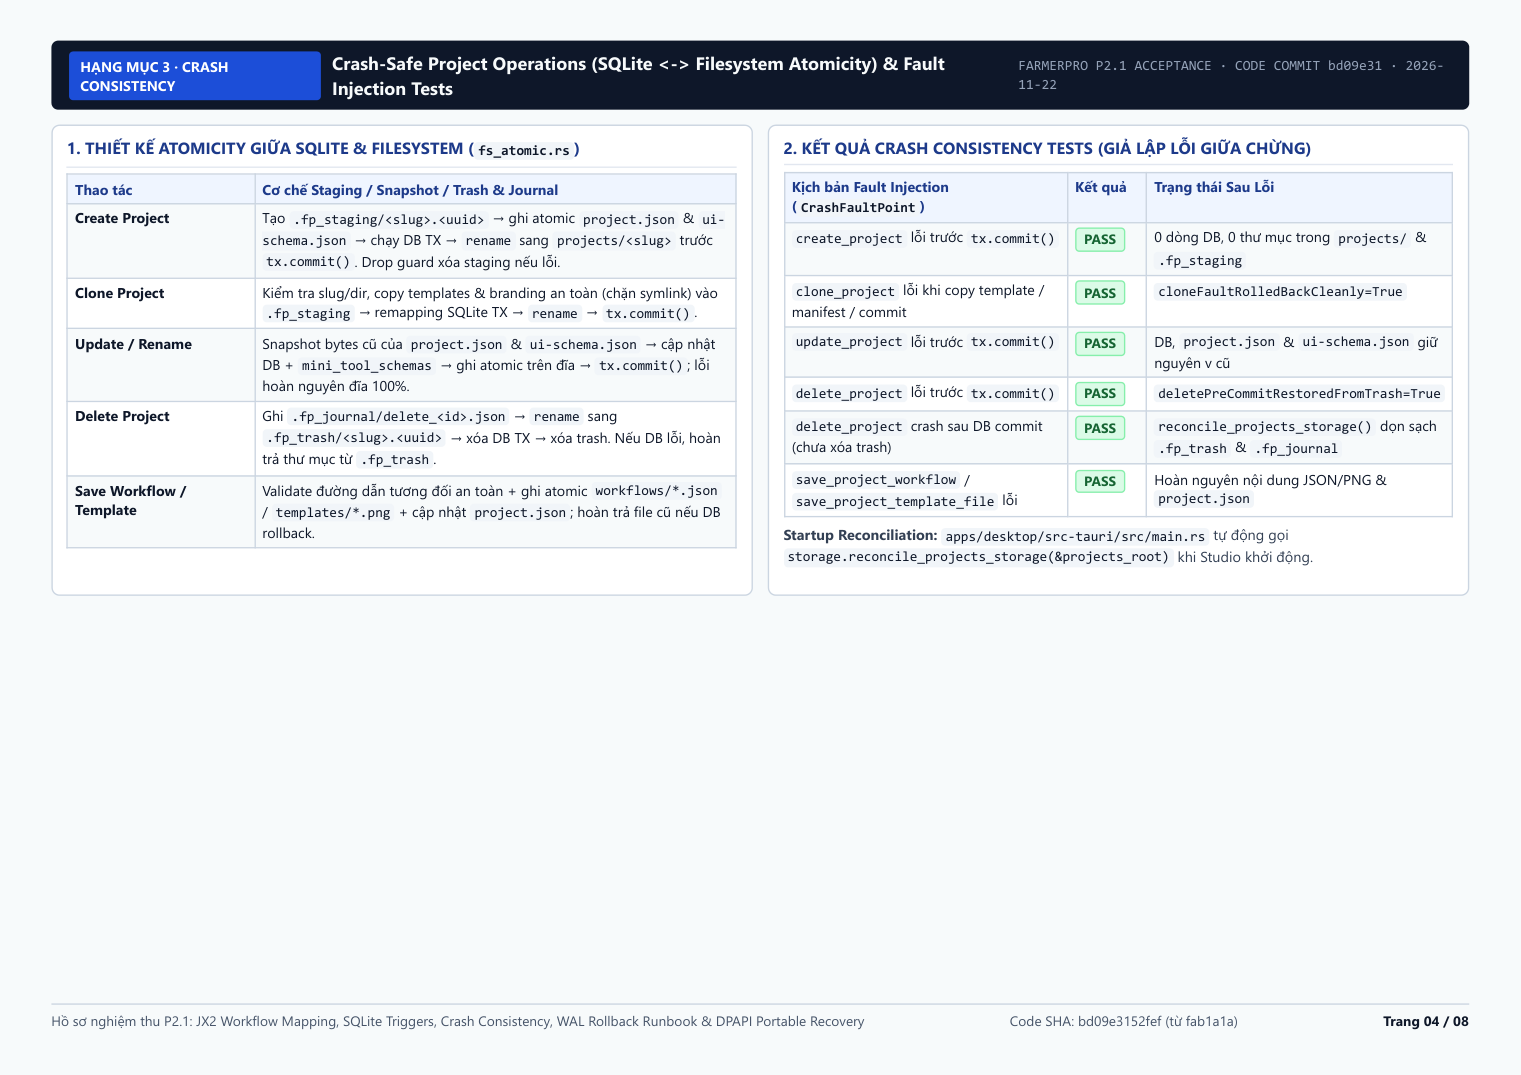 HẠNG MỤC 3 · CRASH
CONSISTENCY
Crash-Safe Project Operations (SQLite <-> Filesystem Atomicity) & Fault
Injection Tests
FARMERPRO P2.1 ACCEPTANCE · CODE COMMIT bd09e31 · 2026-
11-22
1. THIẾT KẾ ATOMICITY GIỮA SQLITE & FILESYSTEM ( fs_atomic.rs )
Thao tác
Cơ chế Staging / Snapshot / Trash & Journal
Create Project
Tạo .fp_staging/<slug>.<uuid> → ghi atomic project.json & ui-
schema.json → chạy DB TX → rename sang projects/<slug> trước
tx.commit() . Drop guard xóa staging nếu lỗi.
Clone Project
Kiểm tra slug/dir, copy templates & branding an toàn (chặn symlink) vào
.fp_staging → remapping SQLite TX → rename → tx.commit() .
Update / Rename
Snapshot bytes cũ của project.json & ui-schema.json → cập nhật
DB + mini_tool_schemas → ghi atomic trên đĩa → tx.commit() ; lỗi
hoàn nguyên đĩa 100%.
Delete Project
Ghi .fp_journal/delete_<id>.json → rename sang
.fp_trash/<slug>.<uuid> → xóa DB TX → xóa trash. Nếu DB lỗi, hoàn
trả thư mục từ .fp_trash .
Save Workflow /
Template
Validate đường dẫn tương đối an toàn + ghi atomic workflows/*.json
/ templates/*.png + cập nhật project.json ; hoàn trả file cũ nếu DB
rollback.
2. KẾT QUẢ CRASH CONSISTENCY TESTS (GIẢ LẬP LỖI GIỮA CHỪNG)
Kịch bản Fault Injection
( CrashFaultPoint )
Kết quả
Trạng thái Sau Lỗi
create_project lỗi trước tx.commit()
PASS
0 dòng DB, 0 thư mục trong projects/ &
.fp_staging
clone_project lỗi khi copy template /
manifest / commit
PASS
cloneFaultRolledBackCleanly=True
update_project lỗi trước tx.commit()
PASS
DB, project.json & ui-schema.json giữ
nguyên v cũ
delete_project lỗi trước tx.commit()
PASS
deletePreCommitRestoredFromTrash=True
delete_project crash sau DB commit
(chưa xóa trash)
PASS
reconcile_projects_storage() dọn sạch
.fp_trash & .fp_journal
save_project_workflow /
save_project_template_file lỗi
PASS
Hoàn nguyên nội dung JSON/PNG &
project.json
Startup Reconciliation: apps/desktop/src-tauri/src/main.rs tự động gọi
storage.reconcile_projects_storage(&projects_root) khi Studio khởi động.
Hồ sơ nghiệm thu P2.1: JX2 Workflow Mapping, SQLite Triggers, Crash Consistency, WAL Rollback Runbook & DPAPI Portable Recovery
Code SHA: bd09e3152fef (từ fab1a1a)
Trang 04 / 08